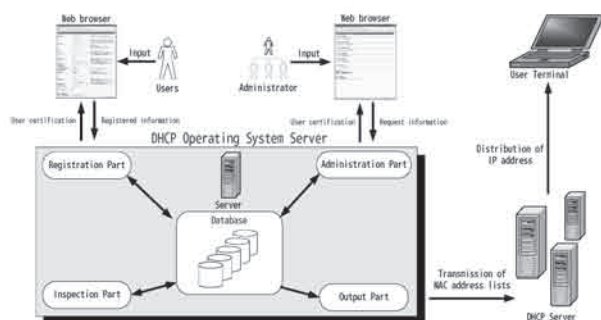 Web browser
Web browser
Input
Input
Users
Administrator
User Terminal
User certification
Registered information
User certification
Request information
DHCP Operating System Server
Distribution of
IP address
Registration Part
Administration Part
Server
Database
Inspection Part
Output Part
Transmission of
MAC address lists
DHCP Server